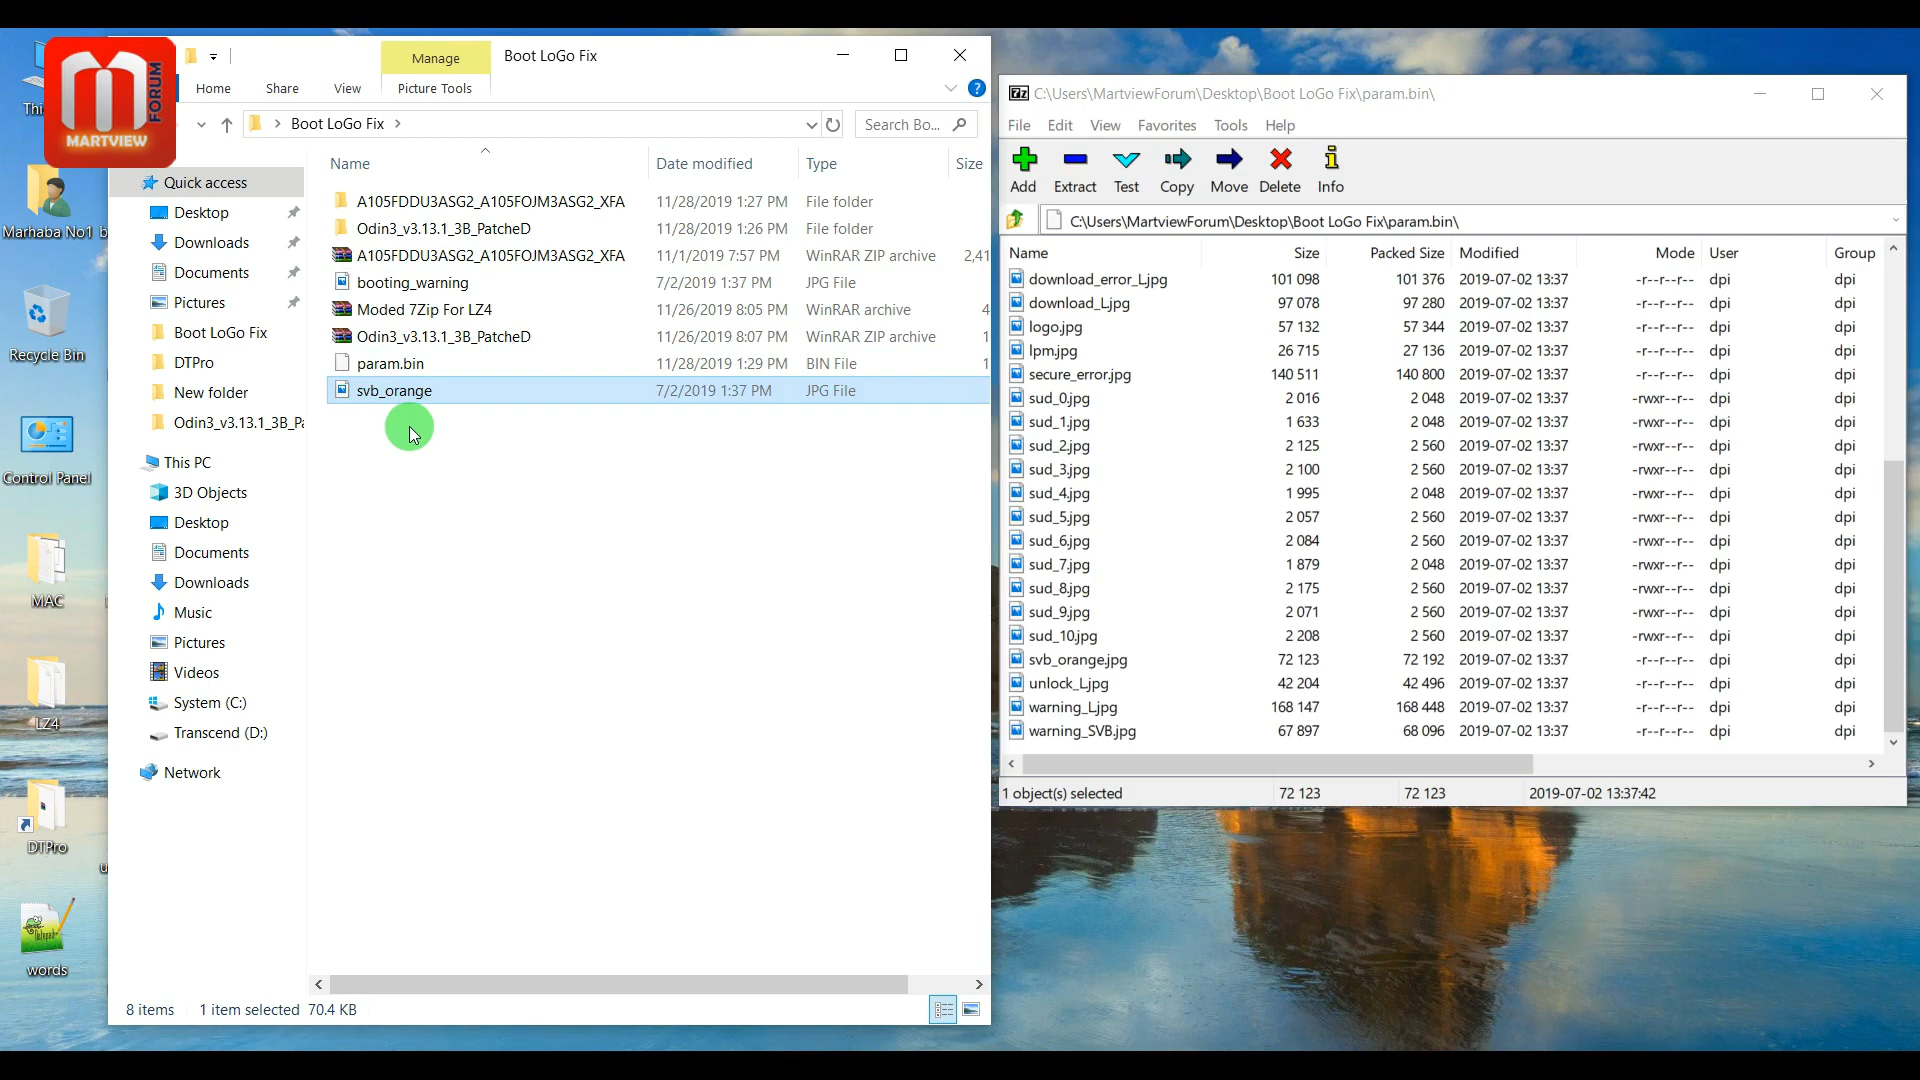 FORUM
MARTVIEW
Manage
Boot LoGo Fix
Home
Share
View
Picture Tools
Boot LoGo Fix
Search Bo...
Name
Date modified
Type
Size
Quick access
Desktop
Downloads
Documents
Pictures
Boot LoGo Fix
DTPro
New folder
Odin3_v3.13.1_3B_Pa
This PC
3D Objects
Desktop
Documents
Downloads
Music
Pictures
Videos
System (C:)
Transcend (D:)
Network
A105FDDU3ASG2_A105FOJM3ASG2_XFA 11/28/2019 1:27 PM File folder
Odin3_v3.13.1_3B_PatcheD 11/28/2019 1:26 PM File folder
A105FDDU3ASG2_A105FOJM3ASG2_XFA 11/1/2019 7:57 PM WinRAR ZIP archive 2,41
booting_warning 7/2/2019 1:37 PM JPG File
Moded 7Zip For LZ4 11/26/2019 8:05 PM WinRAR archive 4
Odin3_v3.13.1_3B_PatcheD 11/26/2019 8:07 PM WinRAR ZIP archive 1
param.bin 11/28/2019 1:29 PM BIN File 1
svb_orange 7/2/2019 1:37 PM JPG File
8 items 1 item selected 70.4 KB
Thi
Marhaba No1 b
Recycle Bin
Control Panel
MAC
LZ4
DTPro
words
7z C:\Users\MartviewForum\Desktop\Boot LoGo Fix\param.bin\
File Edit View Favorites Tools Help
Add Extract Test Copy Move Delete Info
C:\Users\MartviewForum\Desktop\Boot LoGo Fix\param.bin\
Name Size Packed Size Modified Mode User Group
download_error_L.jpg 101 098 101 376 2019-07-02 13:37 -r--r--r-- dpi dpi
download_L.jpg 97 078 97 280 2019-07-02 13:37 -r--r--r-- dpi dpi
logo.jpg 57 132 57 344 2019-07-02 13:37 -r--r--r-- dpi dpi
lpm.jpg 26 715 27 136 2019-07-02 13:37 -r--r--r-- dpi dpi
secure_error.jpg 140 511 140 800 2019-07-02 13:37 -r--r--r-- dpi dpi
sud_0.jpg 2 016 2 048 2019-07-02 13:37 -rwxr--r-- dpi dpi
sud_1.jpg 1 633 2 048 2019-07-02 13:37 -rwxr--r-- dpi dpi
sud_2.jpg 2 125 2 560 2019-07-02 13:37 -rwxr--r-- dpi dpi
sud_3.jpg 2 100 2 560 2019-07-02 13:37 -rwxr--r-- dpi dpi
sud_4.jpg 1 995 2 048 2019-07-02 13:37 -rwxr--r-- dpi dpi
sud_5.jpg 2 057 2 560 2019-07-02 13:37 -rwxr--r-- dpi dpi
sud_6.jpg 2 084 2 560 2019-07-02 13:37 -rwxr--r-- dpi dpi
sud_7.jpg 1 879 2 048 2019-07-02 13:37 -rwxr--r-- dpi dpi
sud_8.jpg 2 175 2 560 2019-07-02 13:37 -rwxr--r-- dpi dpi
sud_9.jpg 2 071 2 560 2019-07-02 13:37 -rwxr--r-- dpi dpi
sud_10.jpg 2 208 2 560 2019-07-02 13:37 -rwxr--r-- dpi dpi
svb_orange.jpg 72 123 72 192 2019-07-02 13:37 -r--r--r-- dpi dpi
unlock_L.jpg 42 204 42 496 2019-07-02 13:37 -r--r--r-- dpi dpi
warning_L.jpg 168 147 168 448 2019-07-02 13:37 -r--r--r-- dpi dpi
warning_SVB.jpg 67 897 68 096 2019-07-02 13:37 -r--r--r-- dpi dpi
1 object(s) selected 72 123 72 123 2019-07-02 13:37:42